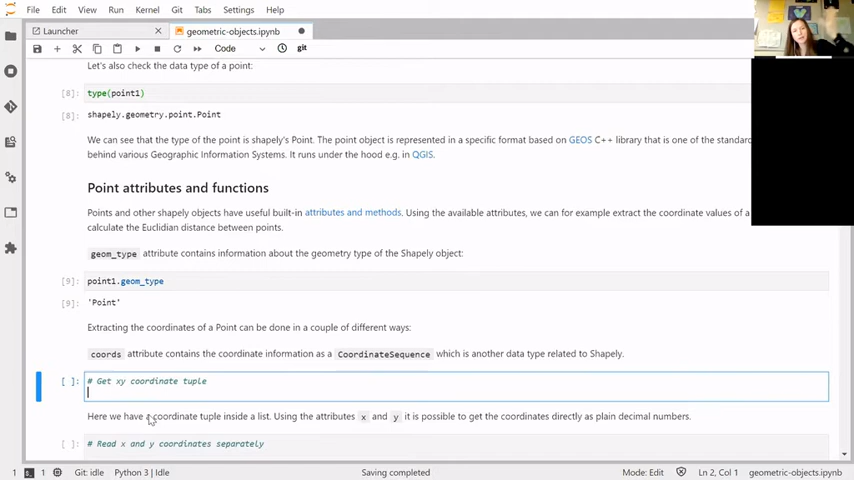 File Edit View Run Kernel Git Tabs Settings Help
Launcher
geometric-objects.ipynb
Code
git
Let's also check the data type of a point:
[8]: type(point1)
[8]: shapely.geometry.point.Point
We can see that the type of the point is shapely's Point. The point object is represented in a specific format based on GEOS C++ library that is one of the standard
behind various Geographic Information Systems. It runs under the hood e.g. in QGIS.
Point attributes and functions
Points and other shapely objects have useful built-in attributes and methods. Using the available attributes, we can for example extract the coordinate values of a
calculate the Euclidian distance between points.
geom_type attribute contains information about the geometry type of the Shapely object:
[9]: point1.geom_type
[9]: 'Point'
Extracting the coordinates of a Point can be done in a couple of different ways:
coords attribute contains the coordinate information as a CoordinateSequence which is another data type related to Shapely.
[ ]: # Get xy coordinate tuple
Here we have a coordinate tuple inside a list. Using the attributes x and y it is possible to get the coordinates directly as plain decimal numbers.
[ ]: # Read x and y coordinates separately
1 Git: idle Python 3 | Idle Saving completed Mode: Edit Ln 2, Col 1 geometric-objects.ipynb